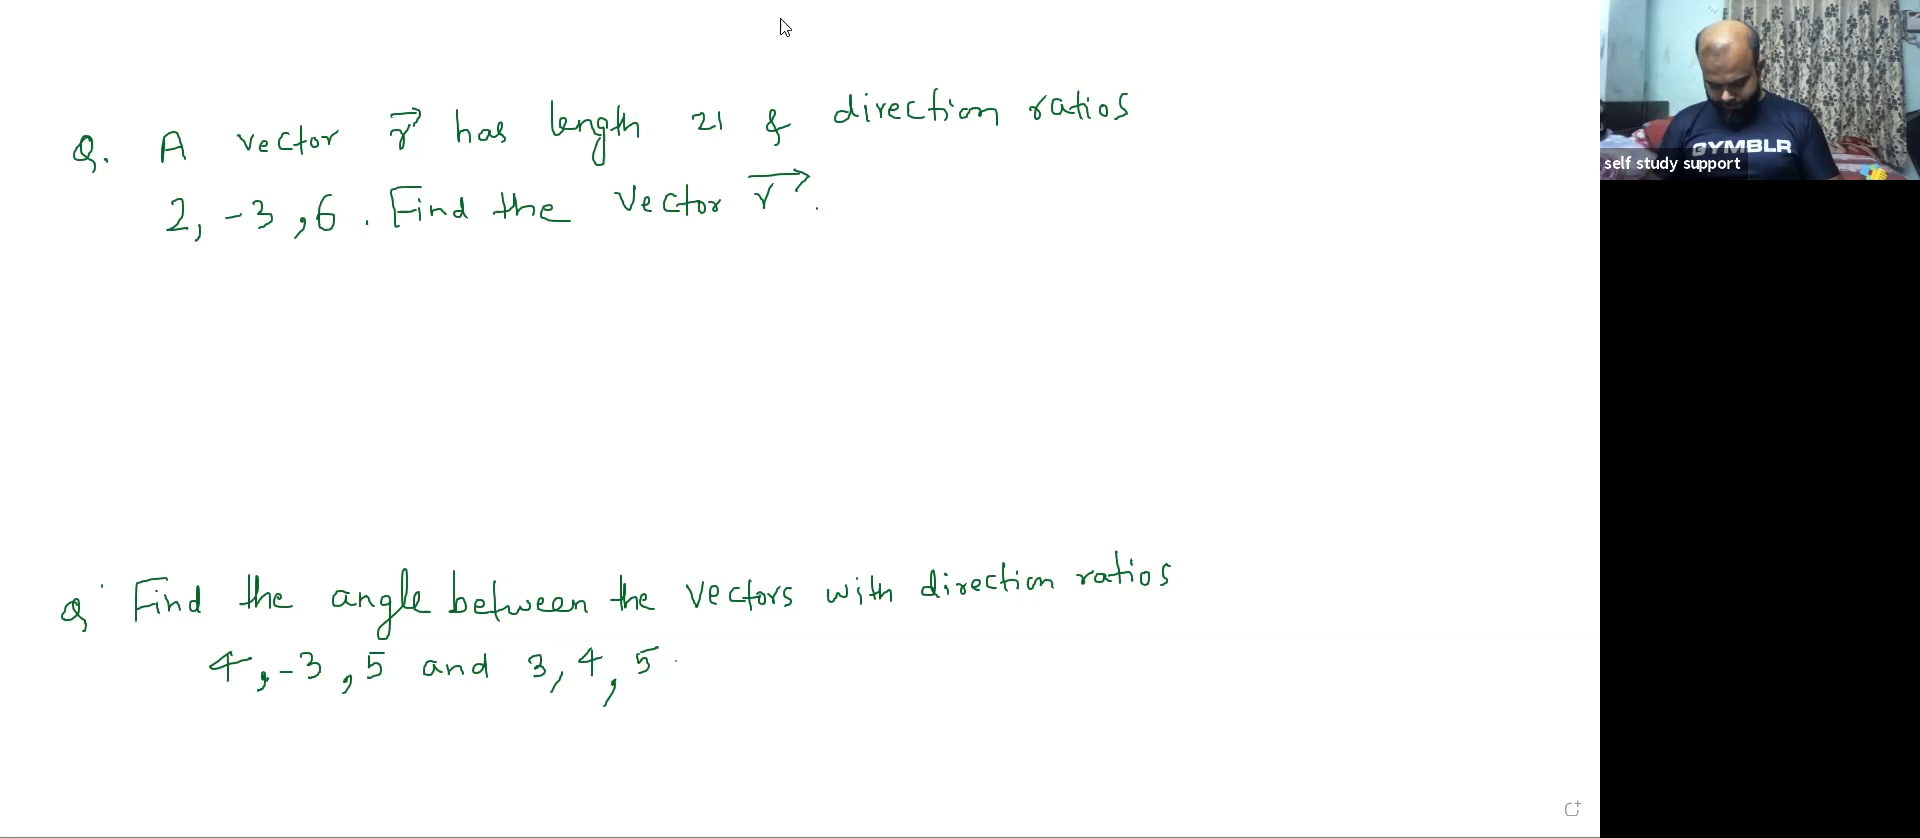 Q. A vector r⃗ has length 21 & direction ratios
2, -3, 6. Find the vector r⃗.
Q. Find the angle between the vectors with direction ratios
4, -3, 5 and 3, 4, 5.
GYMBLR
self study support